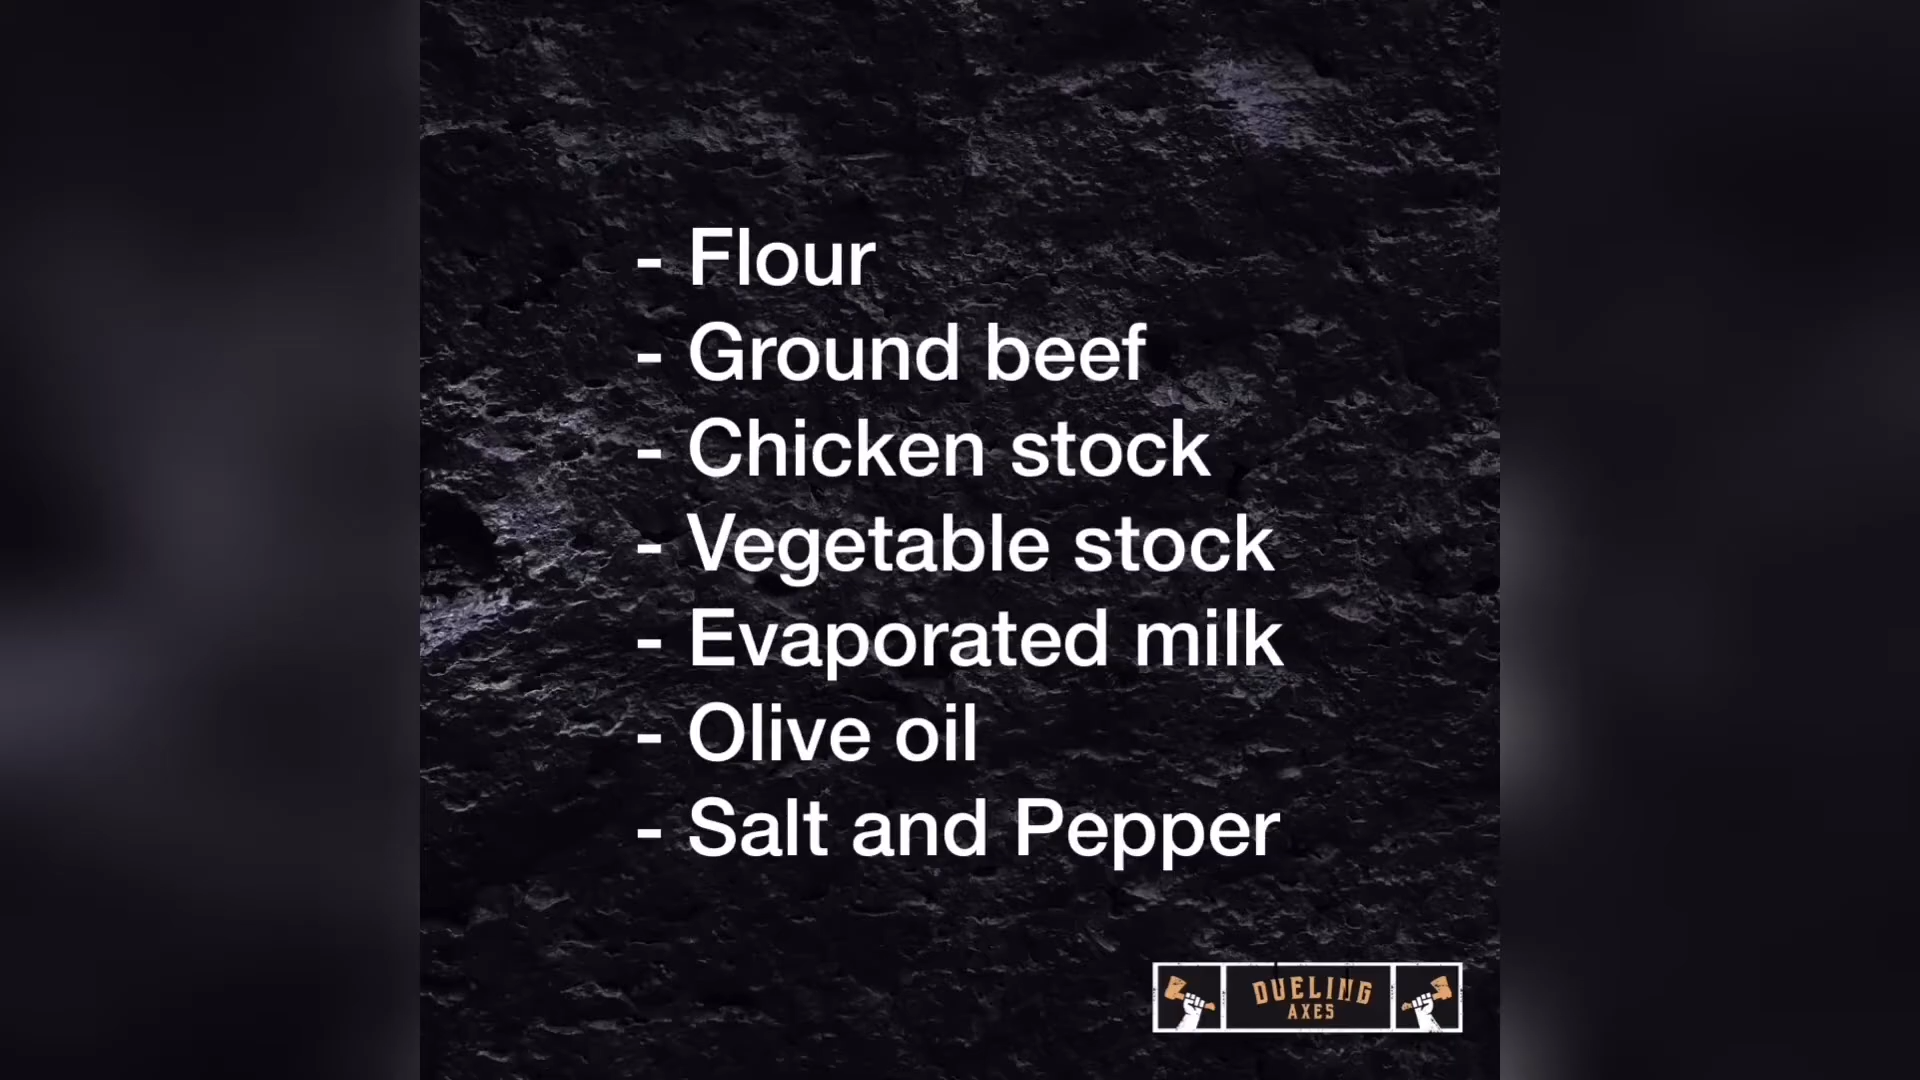 - Flour
- Ground beef
- Chicken stock
- Vegetable stock
- Evaporated milk
- Olive oil
- Salt and Pepper
DUELING
AXES